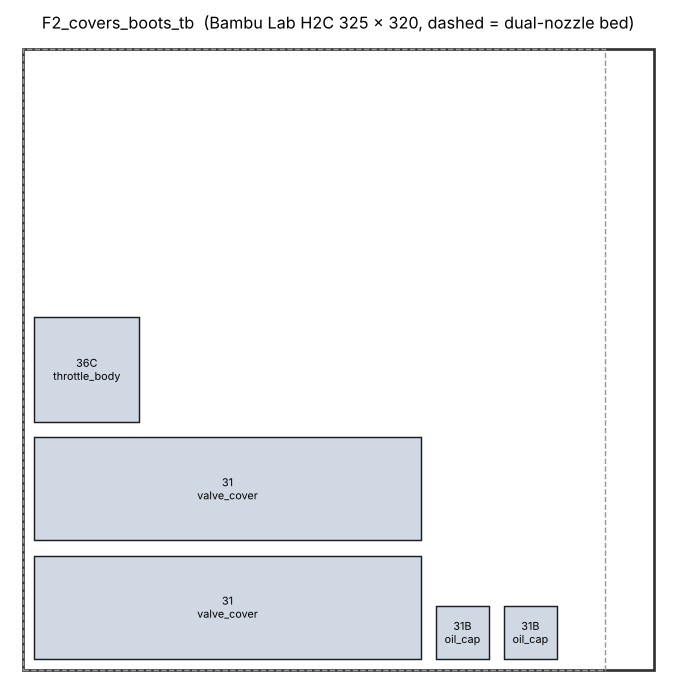 F2_covers_boots_tb (Bambu Lab H2C 325 × 320, dashed = dual-nozzle bed)
36C
throttle_body
31
valve_cover
31
valve_cover
31B
oil_cap
31B
oil_cap